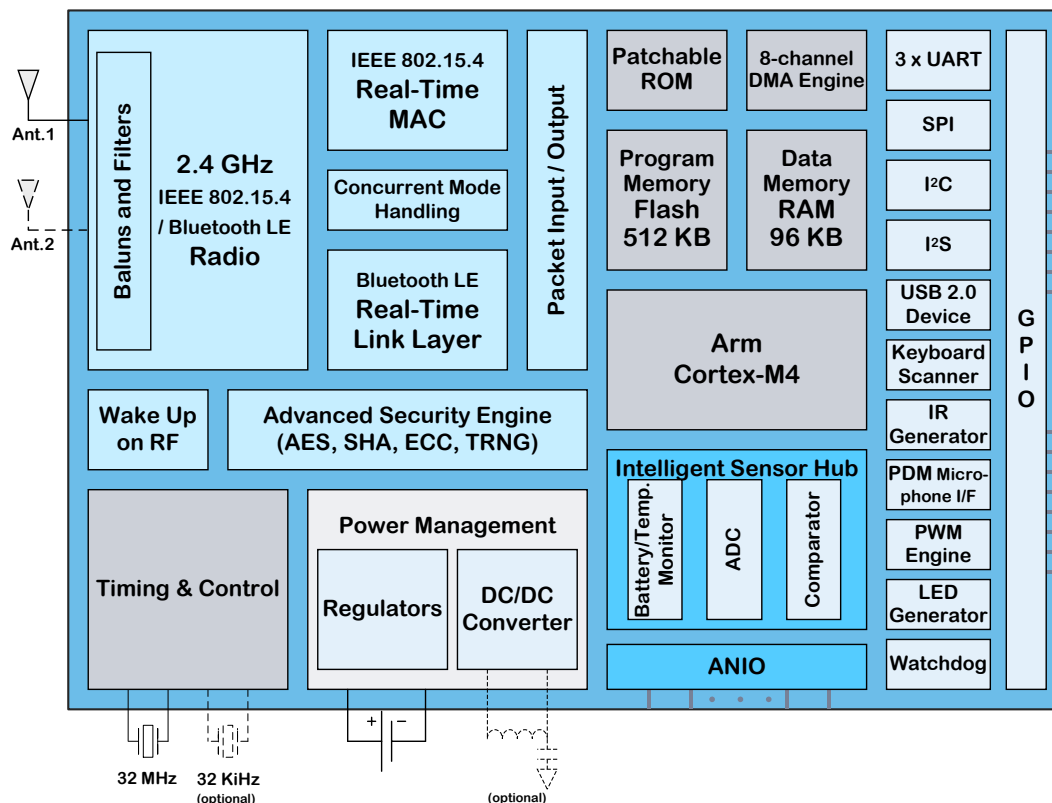 Ant.1
Ant.2
Baluns and Filters
2.4 GHz
IEEE 802.15.4
/ Bluetooth LE
Radio
IEEE 802.15.4
Real-Time
MAC
Concurrent Mode
Handling
Bluetooth LE
Real-Time
Link Layer
Packet Input / Output
Wake Up
on RF
Advanced Security Engine
(AES, SHA, ECC, TRNG)
Timing & Control
Power Management
Regulators
DC/DC
Converter
32 MHz
32 KiHz
(optional)
+
−
(optional)
Patchable
ROM
8-channel
DMA Engine
Program
Memory
Flash
512 KB
Data
Memory
RAM
96 KB
Arm
Cortex-M4
Intelligent Sensor Hub
Battery/Temp.
Monitor
ADC
Comparator
ANIO
3 x UART
SPI
I²C
I²S
USB 2.0
Device
Keyboard
Scanner
IR
Generator
PDM Micro-
phone I/F
PWM
Engine
LED
Generator
Watchdog
GPIO